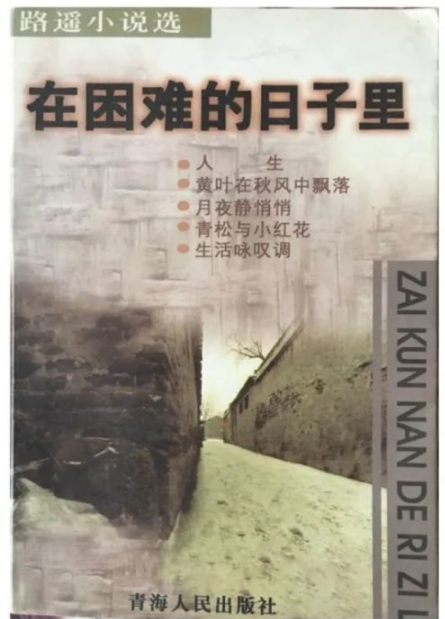 路遥小说选
在困难的日子里
人 生
黄叶在秋风中飘落
月夜静悄悄
青松与小红花
生活咏叹调
ZAI KUN NAN DE RI ZI L
青海人民出版社